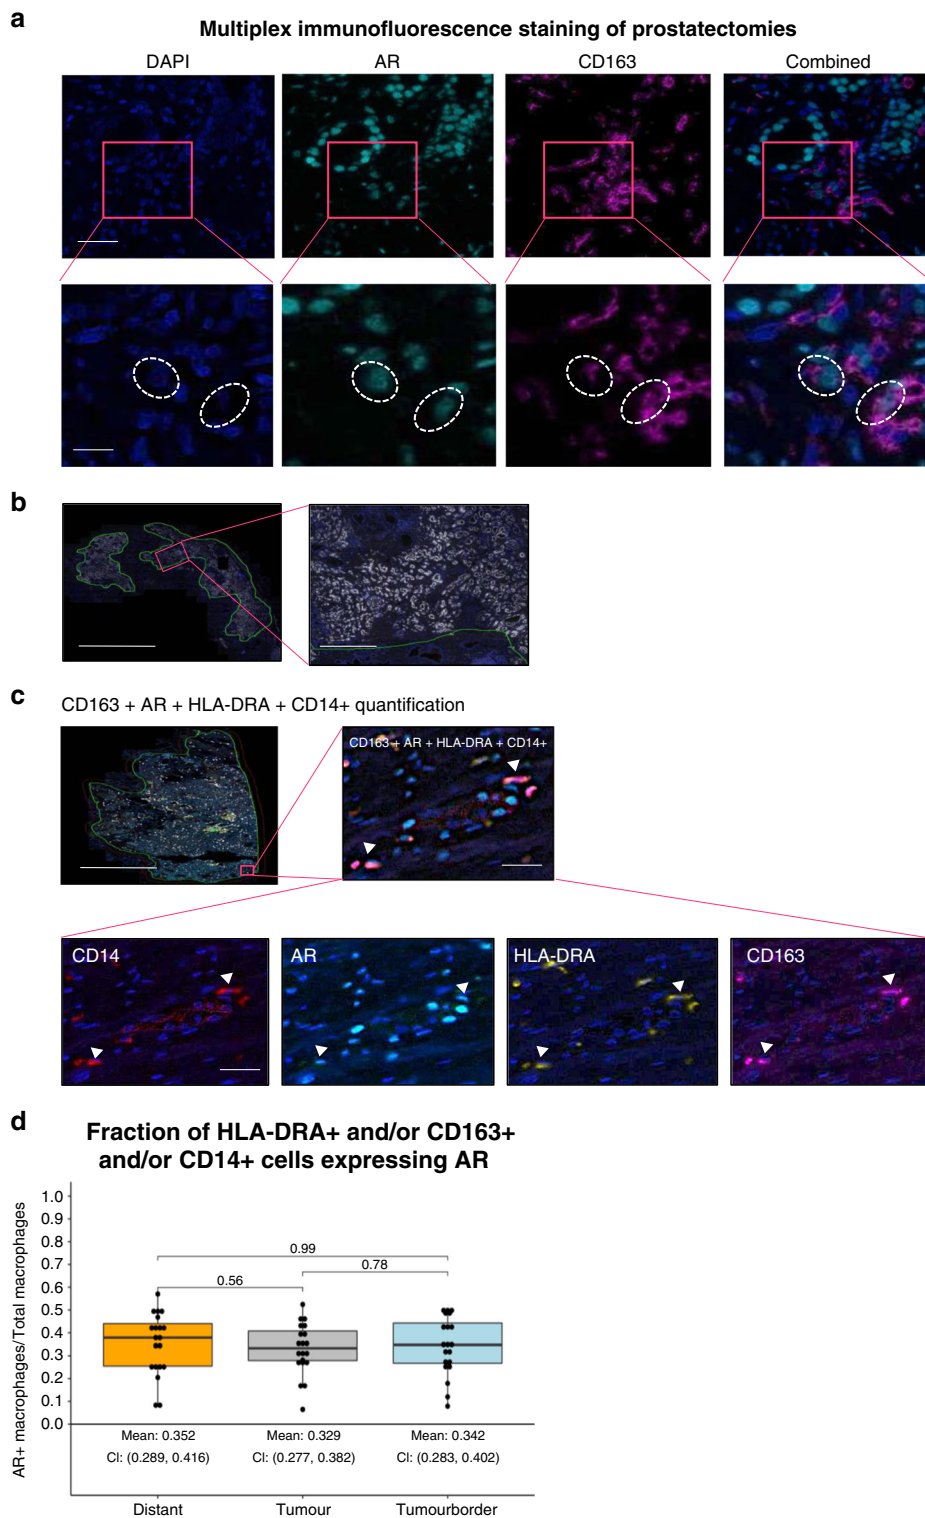 a
Multiplex immunofluorescence staining of prostatectomies
DAPI AR CD163 Combined
b
c
CD163 + AR + HLA-DRA + CD14+ quantification
CD163 + AR + HLA-DRA + CD14+
CD14 AR HLA-DRA CD163
d
Fraction of HLA-DRA+ and/or CD163+
and/or CD14+ cells expressing AR
AR+ macrophages/Total macrophages
1.0
0.9
0.8
0.7
0.6
0.5
0.4
0.3
0.2
0.1
0.0
0.99
0.78
0.56
Mean: 0.352 Mean: 0.329 Mean: 0.342
CI: (0.289, 0.416) CI: (0.277, 0.382) CI: (0.283, 0.402)
Distant Tumour Tumourborder